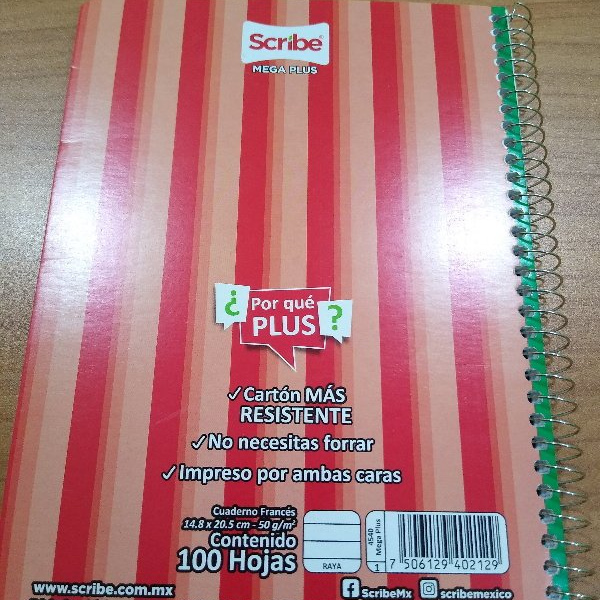 Scribe®
MEGA PLUS
¿Por qué
PLUS?
✓Cartón MÁS
RESISTENTE
✓No necesitas forrar
✓Impreso por ambas caras
Cuaderno Francés
14.8 x 20.5 cm - 50 g/m²
Contenido
100 Hojas
RAYA
4540
Mega Plus
1
7 506129 402129
www.scribe.com.mx
ScribeMx
scribemexico